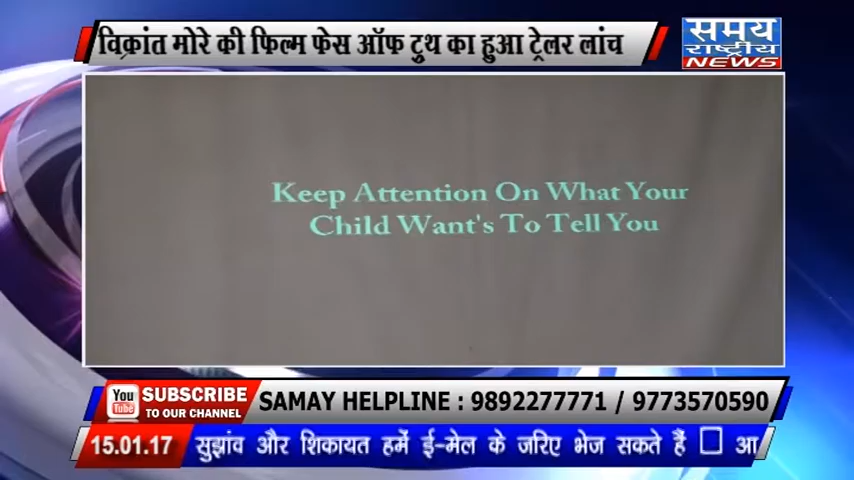 विक्रांत मोरे की फिल्म फेस ऑफ ट्रुथ का हुआ ट्रेलर लांच
समय
राष्ट्रीय
NEWS
Keep Attention On What Your
Child Want's To Tell You
You
Tube
SUBSCRIBE
TO OUR CHANNEL
SAMAY HELPLINE : 9892277771 / 9773570590
15.01.17
सुझांव और शिकायत हमें ई-मेल के जरिए भेज सकते हैं